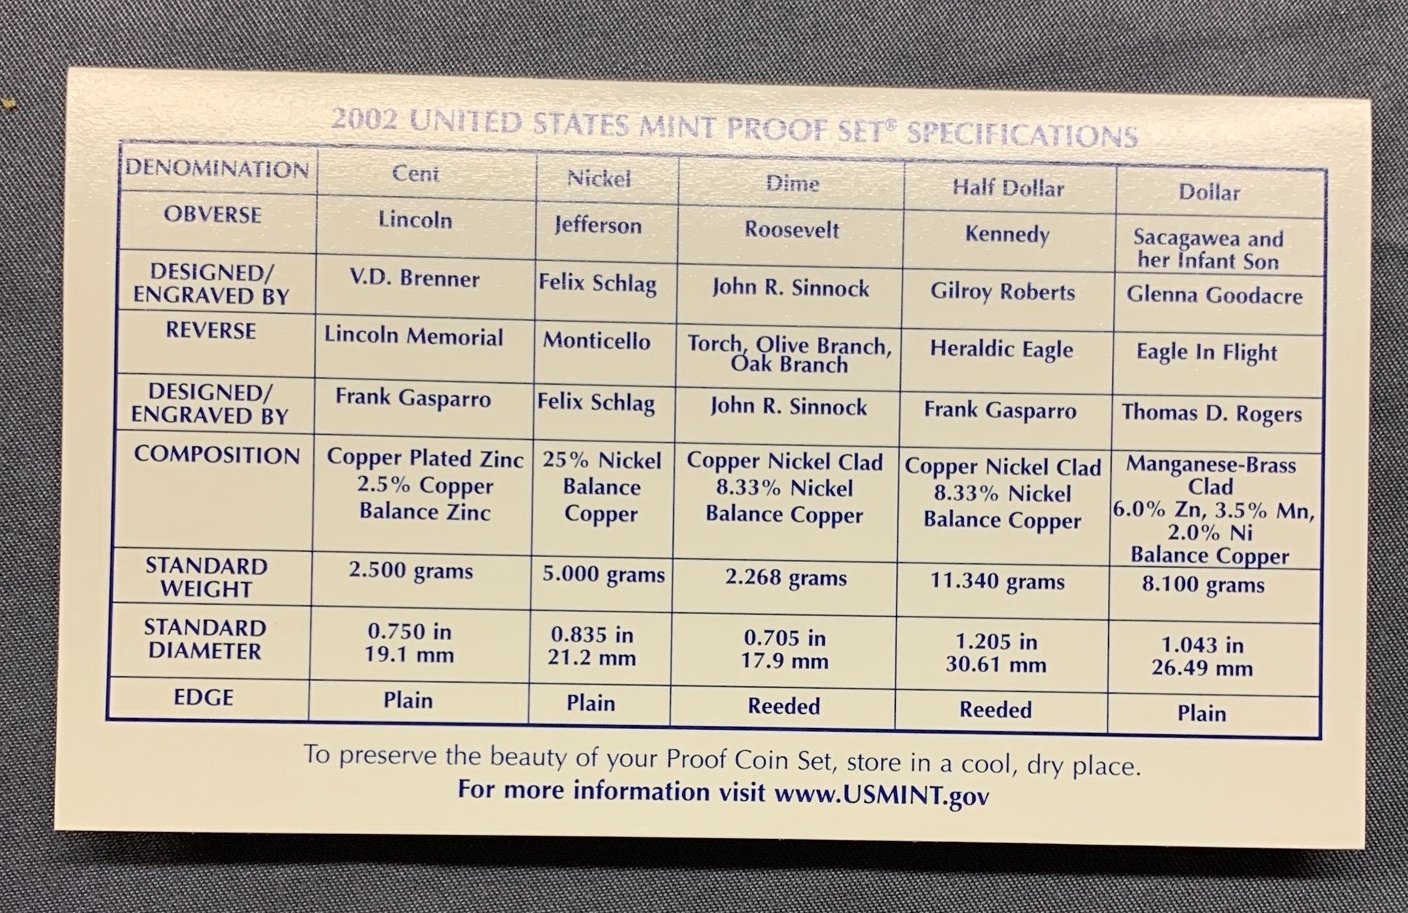 2002 UNITED STATES MINT PROOF SET® SPECIFICATIONS
DENOMINATION Cent Nickel Dime Half Dollar Dollar
OBVERSE Lincoln Jefferson Roosevelt Kennedy Sacagawea and
her Infant Son
DESIGNED/ V.D. Brenner Felix Schlag John R. Sinnock Gilroy Roberts Glenna Goodacre
ENGRAVED BY
REVERSE Lincoln Memorial Monticello Torch, Olive Branch, Heraldic Eagle Eagle In Flight
Oak Branch
DESIGNED/ Frank Gasparro Felix Schlag John R. Sinnock Frank Gasparro Thomas D. Rogers
ENGRAVED BY
COMPOSITION Copper Plated Zinc 25% Nickel Copper Nickel Clad Copper Nickel Clad Manganese-Brass
Clad
2.5% Copper Balance 8.33% Nickel 8.33% Nickel 6.0% Zn, 3.5% Mn,
Balance Zinc Copper Balance Copper Balance Copper 2.0% Ni
Balance Copper
STANDARD 2.500 grams 5.000 grams 2.268 grams 11.340 grams 8.100 grams
WEIGHT
STANDARD 0.750 in 0.835 in 0.705 in 1.205 in 1.043 in
DIAMETER 19.1 mm 21.2 mm 17.9 mm 30.61 mm 26.49 mm
EDGE Plain Plain Reeded Reeded Plain
To preserve the beauty of your Proof Coin Set, store in a cool, dry place.
For more information visit www.USMINT.gov